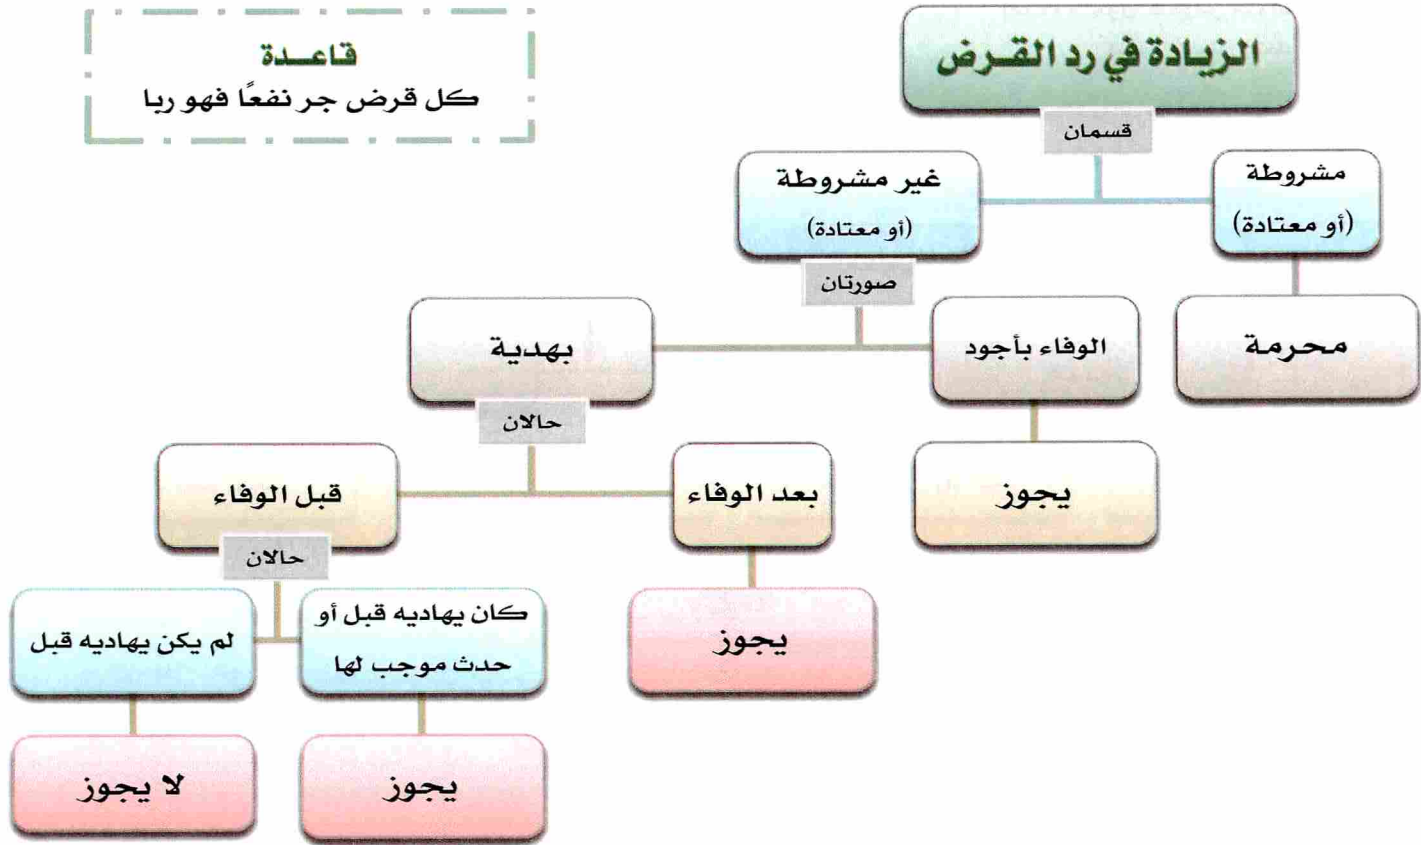 الزيادة في رد القرض
قاعدة
كل قرض جر نفعًا فهو ربا
قسمان
مشروطة
(أو معتادة)
غير مشروطة
(أو معتادة)
صورتان
محرمة
الوفاء بأجود
بهدية
حالان
يجوز
بعد الوفاء
قبل الوفاء
حالان
يجوز
كان يهاديه قبل أو
حدث موجب لها
لم يكن يهاديه قبل
يجوز
لا يجوز